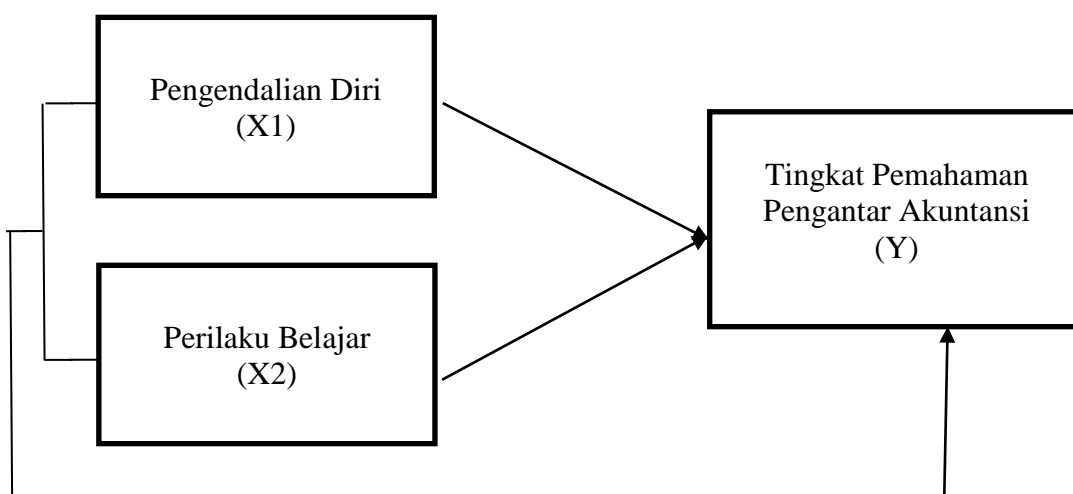 Pengendalian Diri
(X1)
Perilaku Belajar
(X2)
Tingkat Pemahaman
Pengantar Akuntansi
(Y)